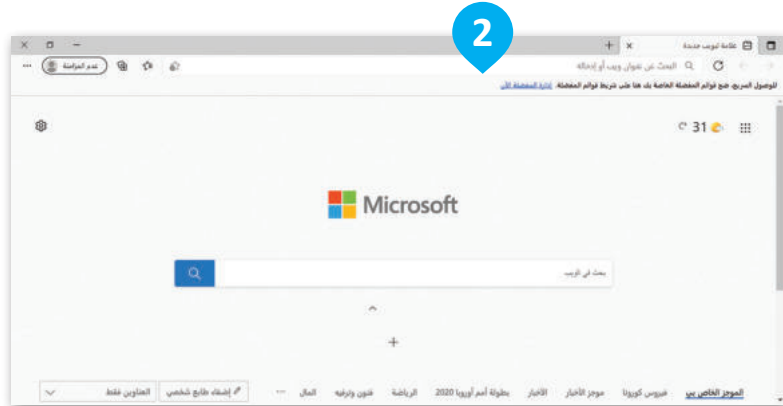 2
علامة تبويب جديدة
البحث عن عنوان ويب أو إدخاله
عدم المزامنة
للوصول السريع، ضع قوائم المفضلة الخاصة بك هنا على شريط قوائم المفضلة. إدارة المفضلة الآن
31 °C
Microsoft
بحث في الويب
الموجز الخاص بي فيروس كورونا موجز الأخبار الأخبار بطولة أمم أوروبا 2020 الرياضة فنون وترفيه المال ... إضفاء طابع شخصي العناوين فقط